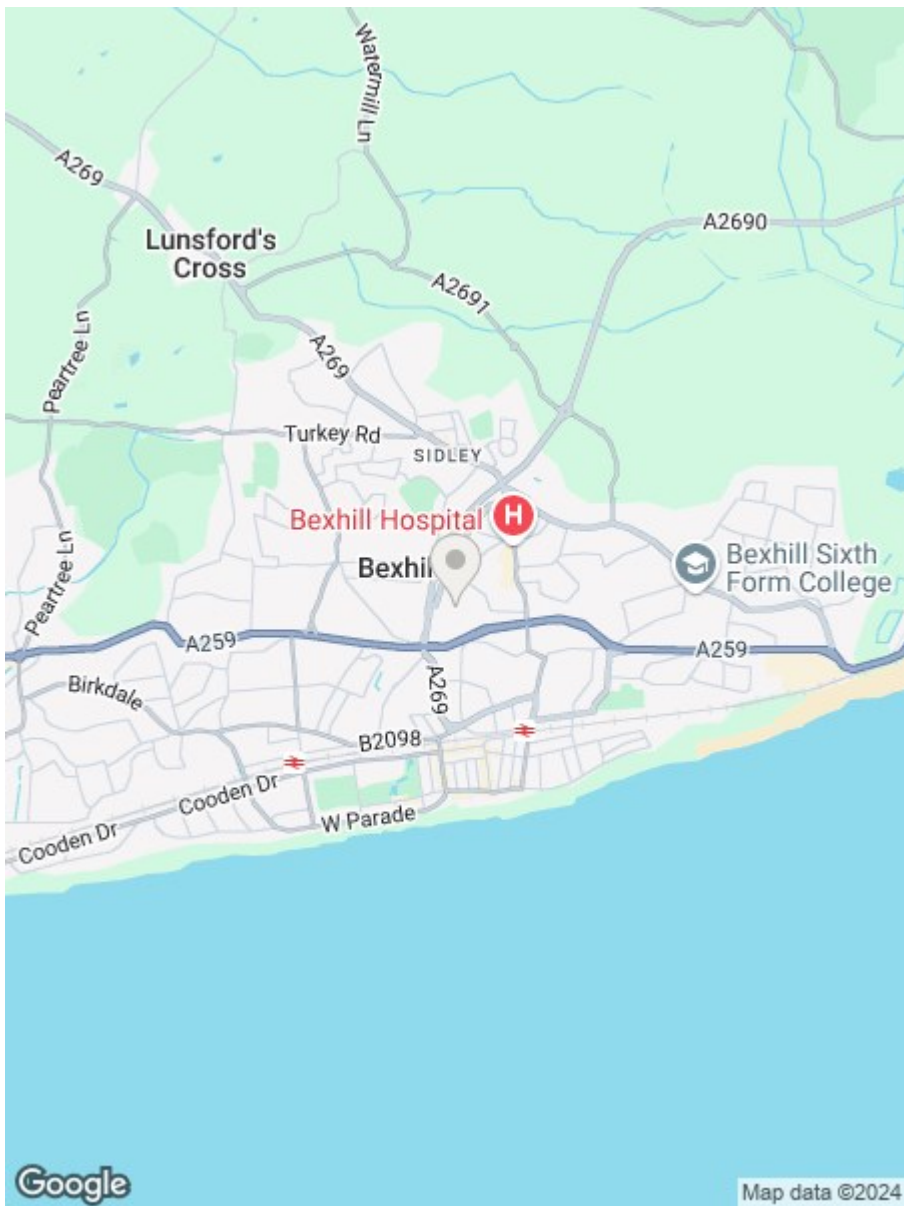 Watermill Ln
A269
A2690
Lunsford's
Cross
A2691
Peartree Ln
A269
Turkey Rd
SIDLEY
Bexhill Hospital
H
Bexhil
Bexhill Sixth
Form College
Peartree Ln
A259
A259
Birkdale
A269
B2098
Cooden Dr
W Parade
Cooden Dr
Google
Map data ©2024